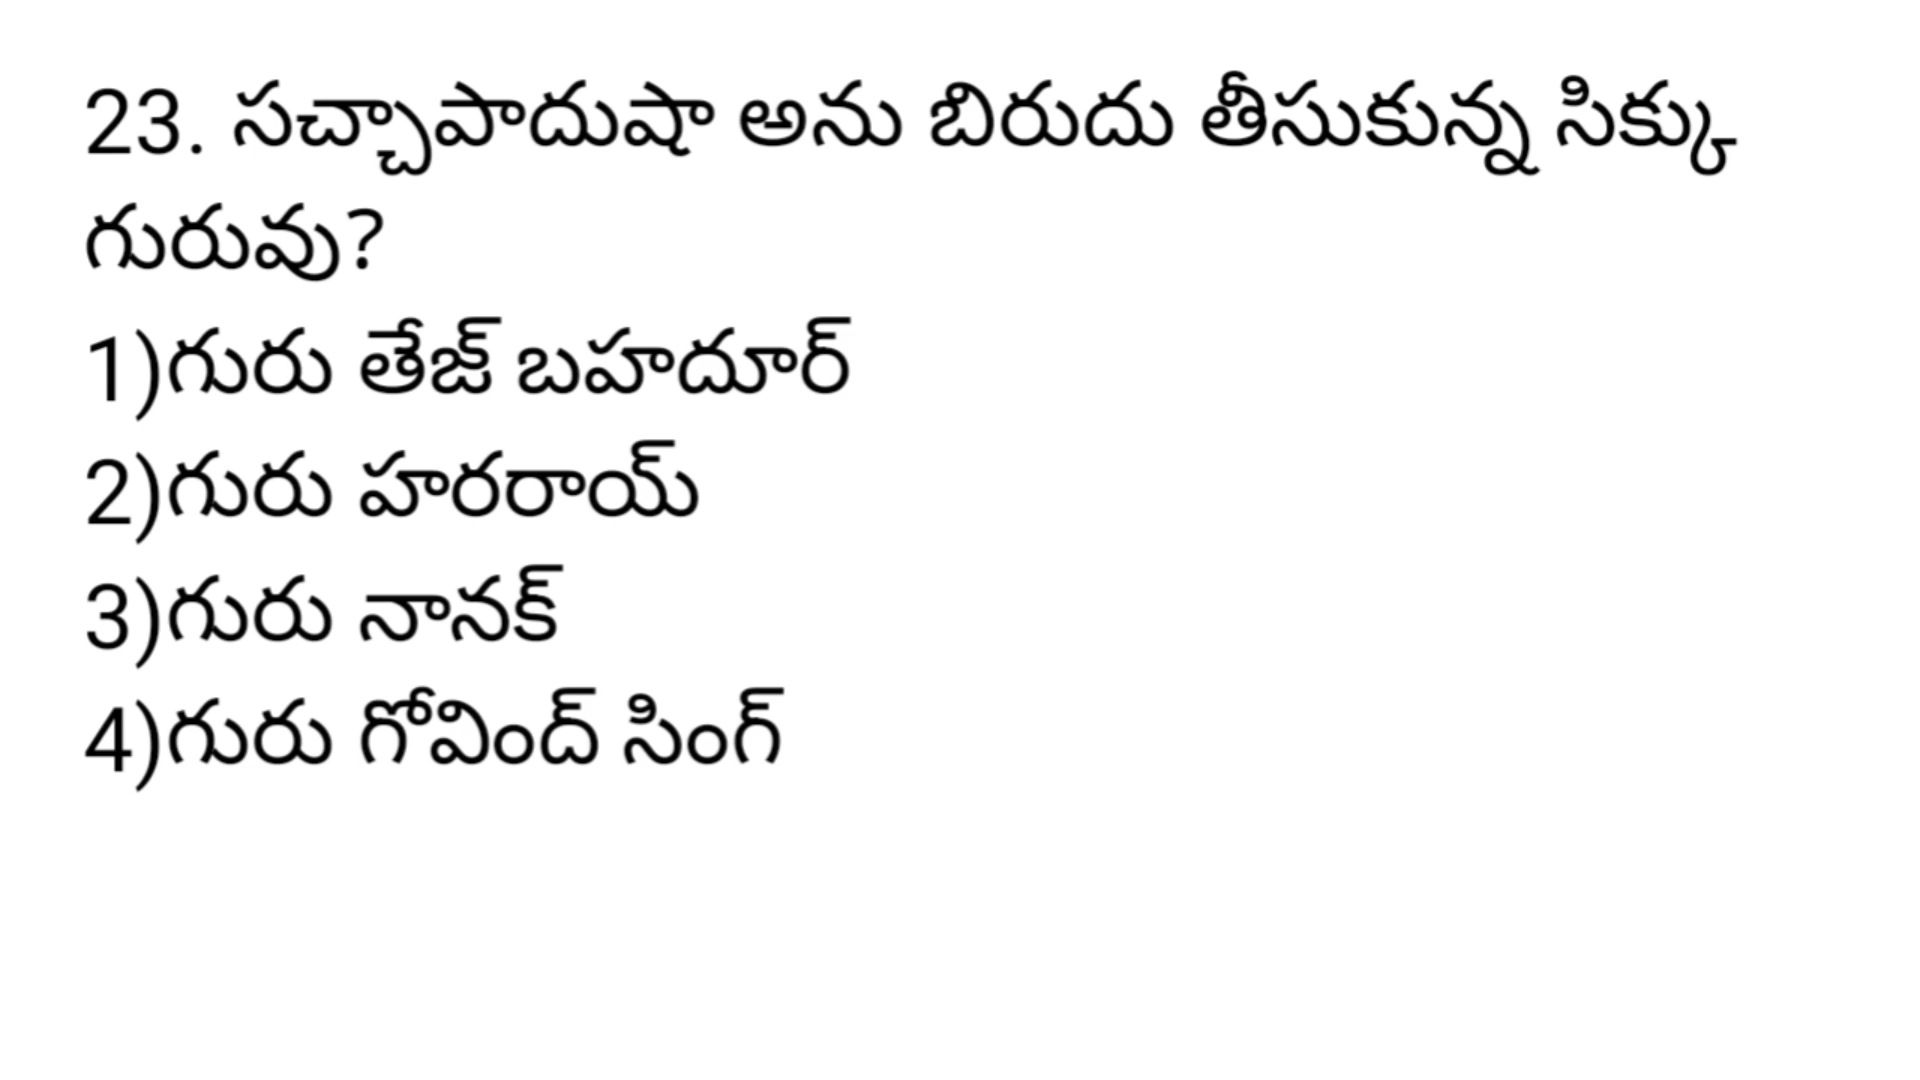 23. సచ్చాపాదుషా అను బిరుదు తీసుకున్న సిక్కు
గురువు?
1)గురు తేజ్ బహదూర్
2)గురు హరరాయ్
3)గురు నానక్
4)గురు గోవింద్ సింగ్